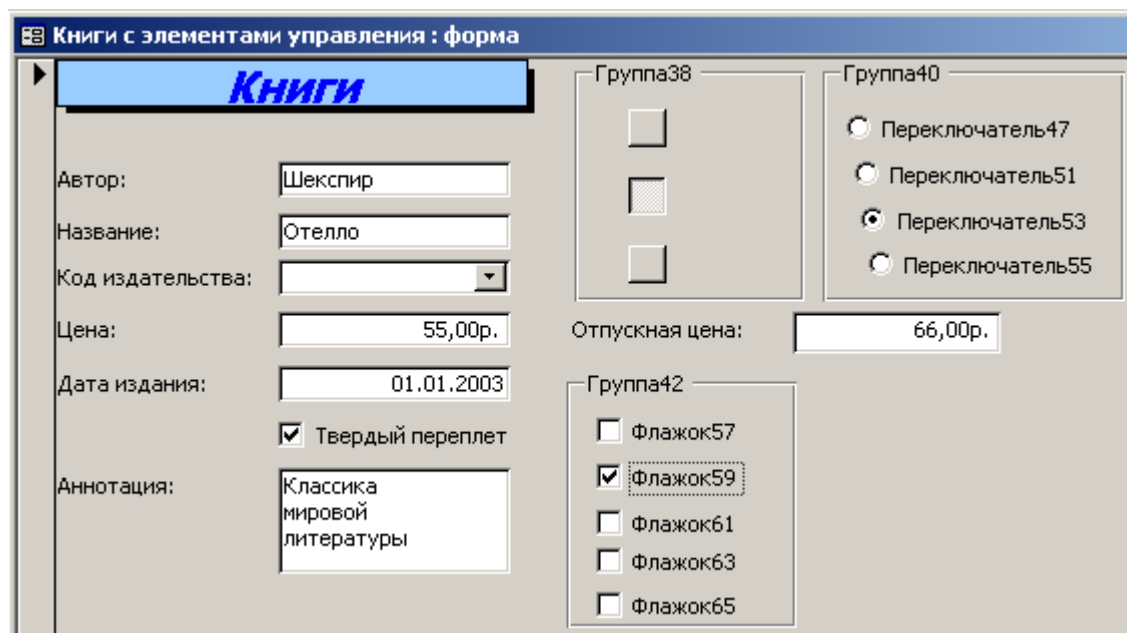 Книги с элементами управления : форма
Книги
Автор:
Шекспир
Название:
Отелло
Код издательства:
Цена:
55,00р.
Дата издания:
01.01.2003
Твердый переплет
Аннотация:
Классика
мировой
литературы
Группа38
Группа40
Переключатель47
Переключатель51
Переключатель53
Переключатель55
Отпускная цена:
66,00р.
Группа42
Флажок57
Флажок59
Флажок61
Флажок63
Флажок65